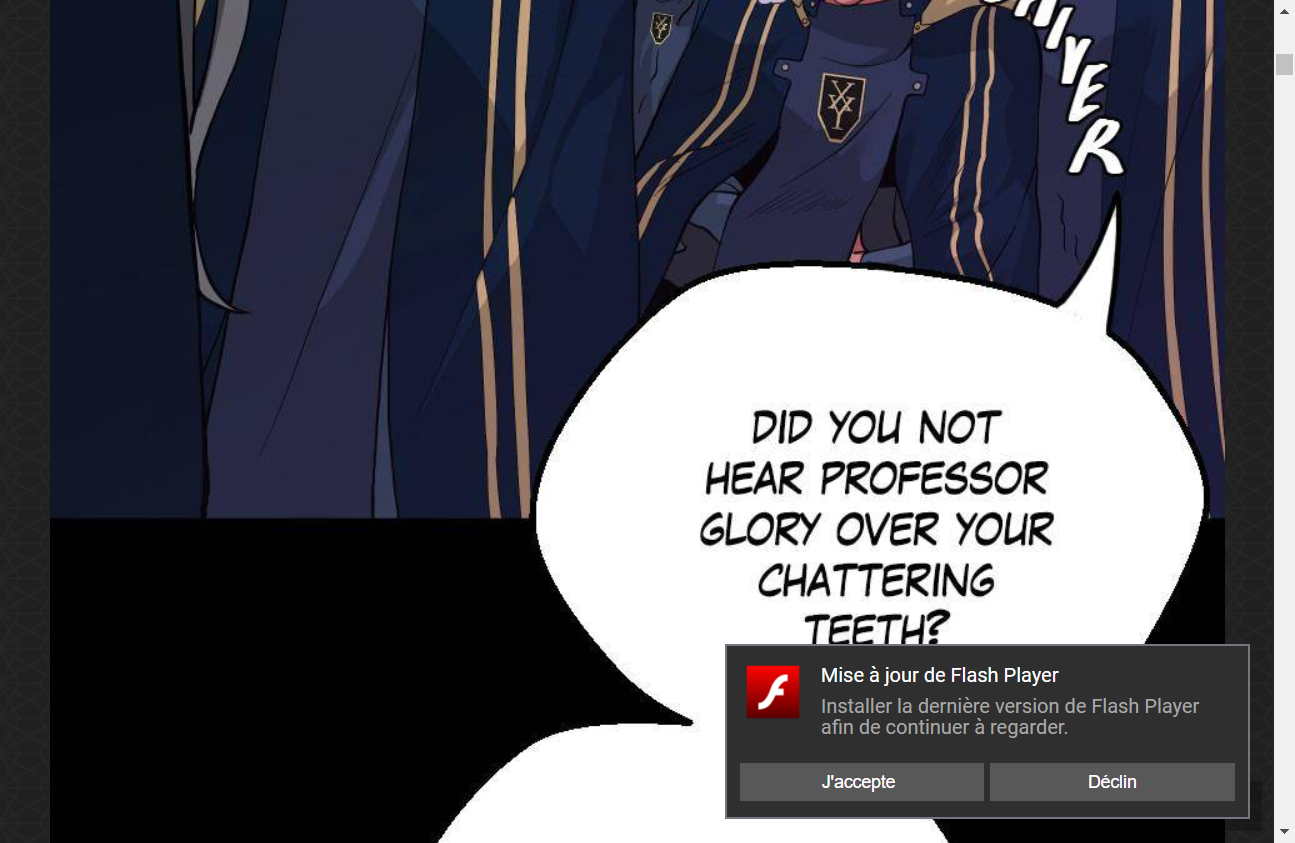 DID YOU NOT
HEAR PROFESSOR
GLORY OVER YOUR
CHATTERING
TEETH?
Mise à jour de Flash Player
Installer la dernière version de Flash Player
afin de continuer à regarder.
J'accepte
Déclin